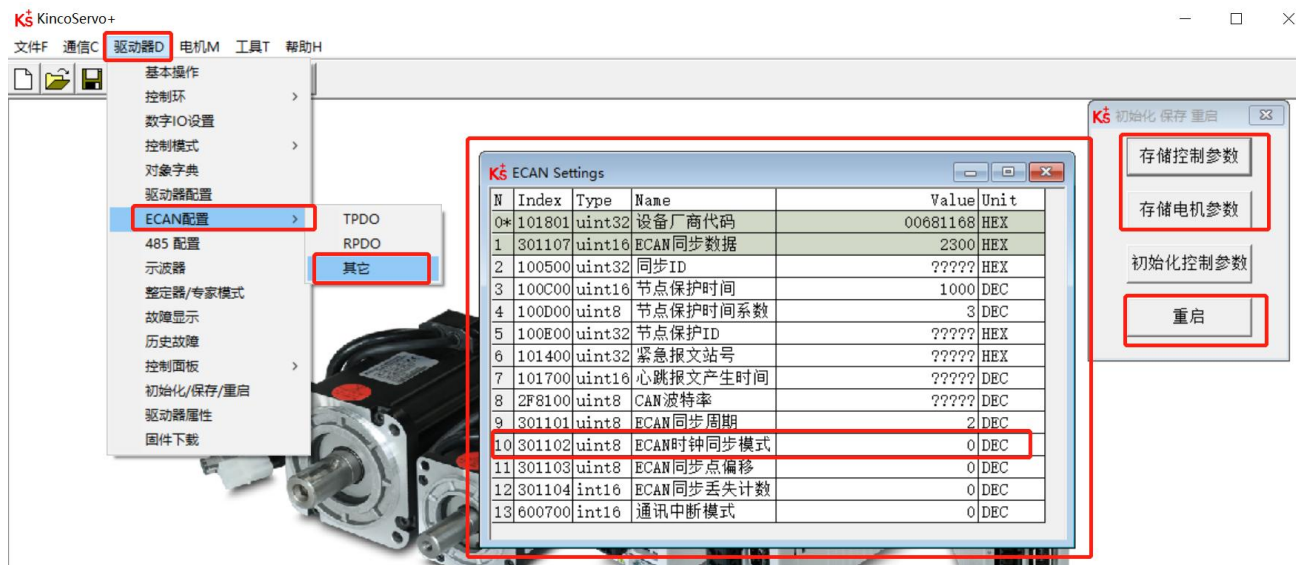 KincoServo+
文件F 通信C 驱动器D 电机M 工具T 帮助H
基本操作
控制环
数字IO设置
控制模式
对象字典
驱动器配置
ECAN配置
485 配置
示波器
整定器/专家模式
故障显示
历史故障
控制面板
初始化/保存/重启
驱动器属性
固件下载
TPDO
RPDO
其它
ECAN Settings
N Index Type Name Value Unit
0* 101801 uint32 设备厂商代码 00681168 HEX
1 301107 uint16 ECAN同步数据 2300 HEX
2 100500 uint32 同步ID ????? HEX
3 100C00 uint16 节点保护时间 1000 DEC
4 100D00 uint8 节点保护时间系数 3 DEC
5 100E00 uint32 节点保护ID ????? HEX
6 101400 uint32 紧急报文站号 ????? HEX
7 101700 uint16 心跳报文产生时间 ????? DEC
8 2F8100 uint8 CAN波特率 ????? DEC
9 301101 uint8 ECAN同步周期 2 DEC
10 301102 uint8 ECAN时钟同步模式 0 DEC
11 301103 uint8 ECAN同步点偏移 0 DEC
12 301104 int16 ECAN同步丢失计数 0 DEC
13 600700 int16 通讯中断模式 0 DEC
初始化 保存 重启
存储控制参数
存储电机参数
初始化控制参数
重启